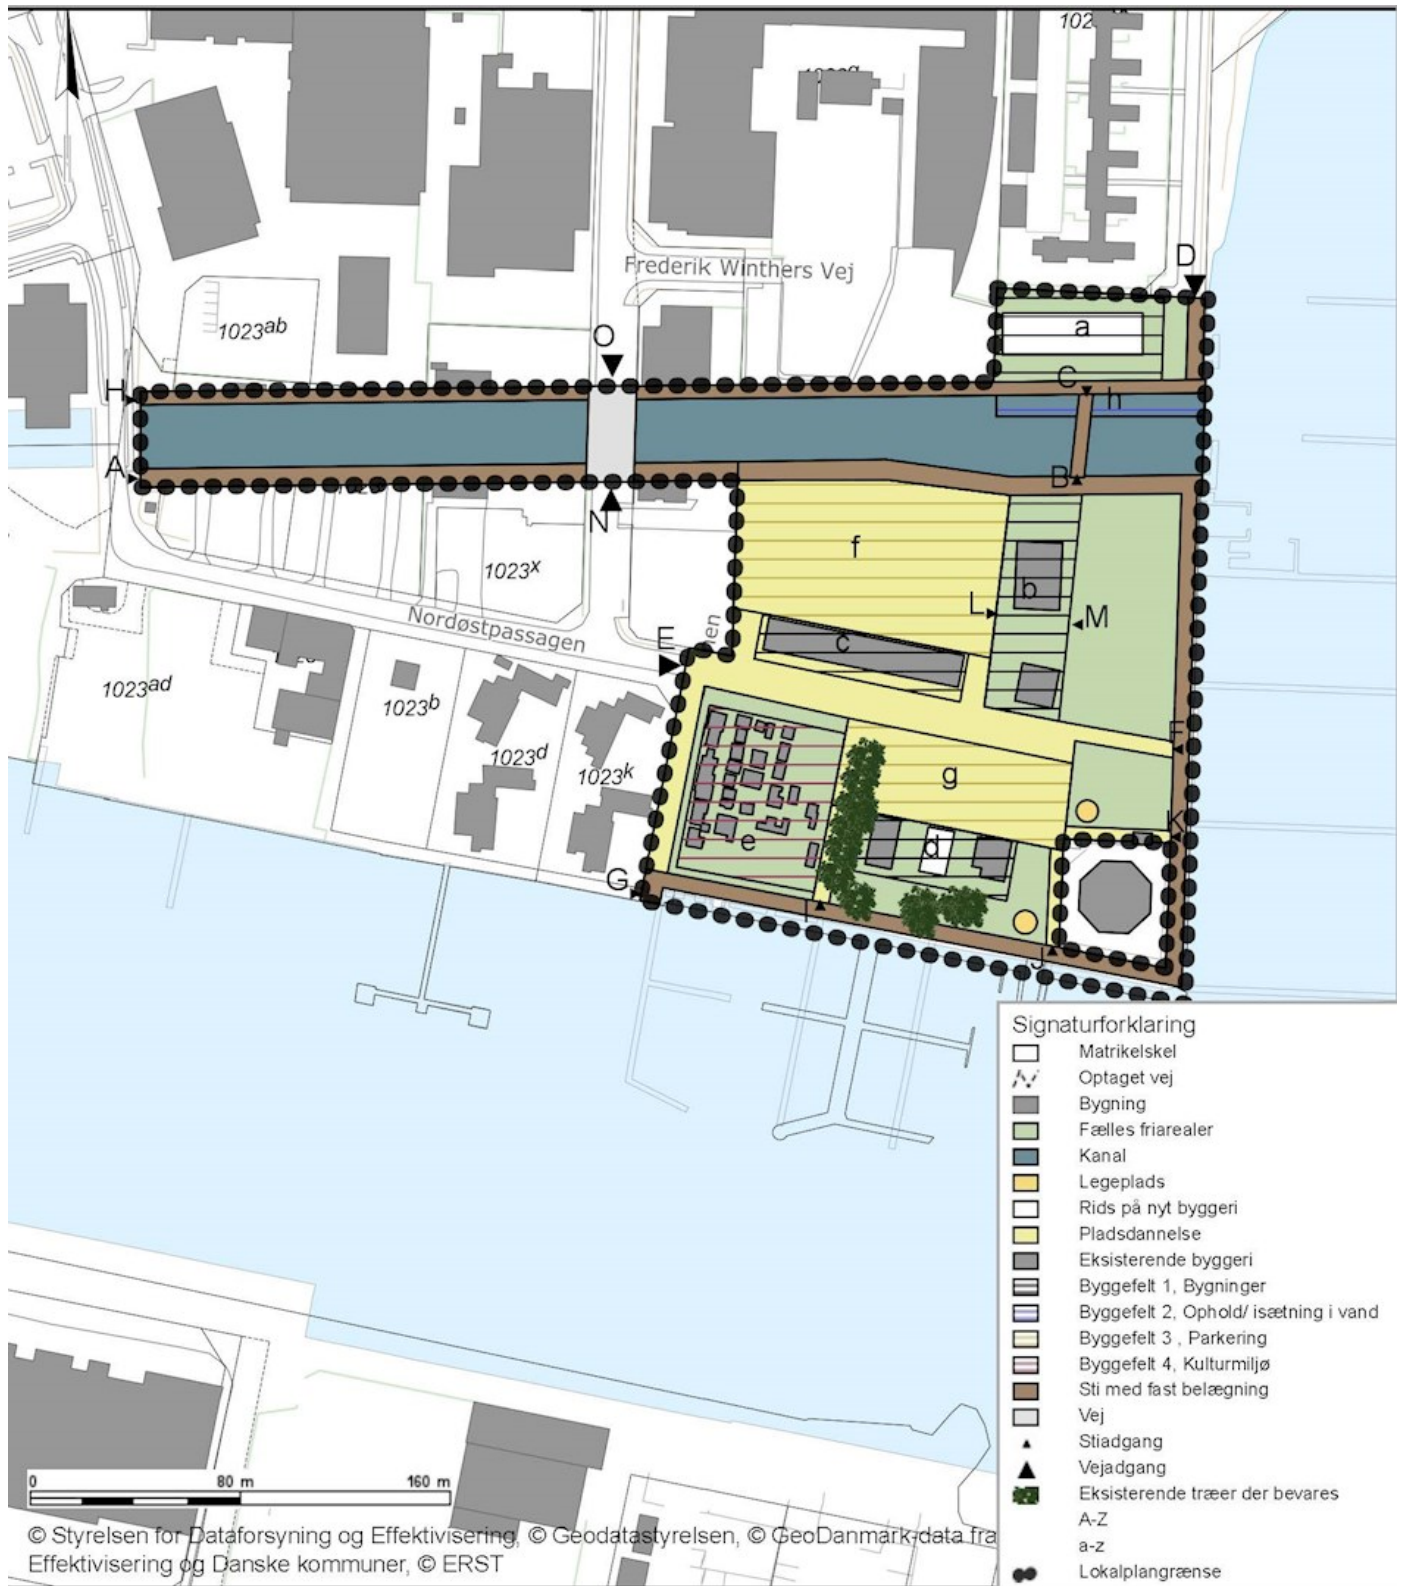 102
Frederik Winthers Vej
1023ab
D
a
O
C
H
h
A
B
N
f
1023x
b
L
M
Nordøstpassagen
c
E
1023ad
1023b
F
1023d
1023k
g
K
e
d
G
I
J
Signaturforklaring
Matrikelskel
Optaget vej
Bygning
Fælles friarealer
Kanal
Legeplads
Rids på nyt byggeri
Pladsdannelse
Eksisterende byggeri
Byggefelt 1, Bygninger
Byggefelt 2, Ophold/ isætning i vand
Byggefelt 3 , Parkering
Byggefelt 4, Kulturmiljø
Sti med fast belægning
Vej
Stiadgang
Vejadgang
Eksisterende træer der bevares
A-Z
a-z
Lokalplangrænse
0 80 m 160 m
© Styrelsen for Dataforsyning og Effektivisering, © Geodatastyrelsen, © GeoDanmark-data fra
Effektivisering og Danske kommuner, © ERST